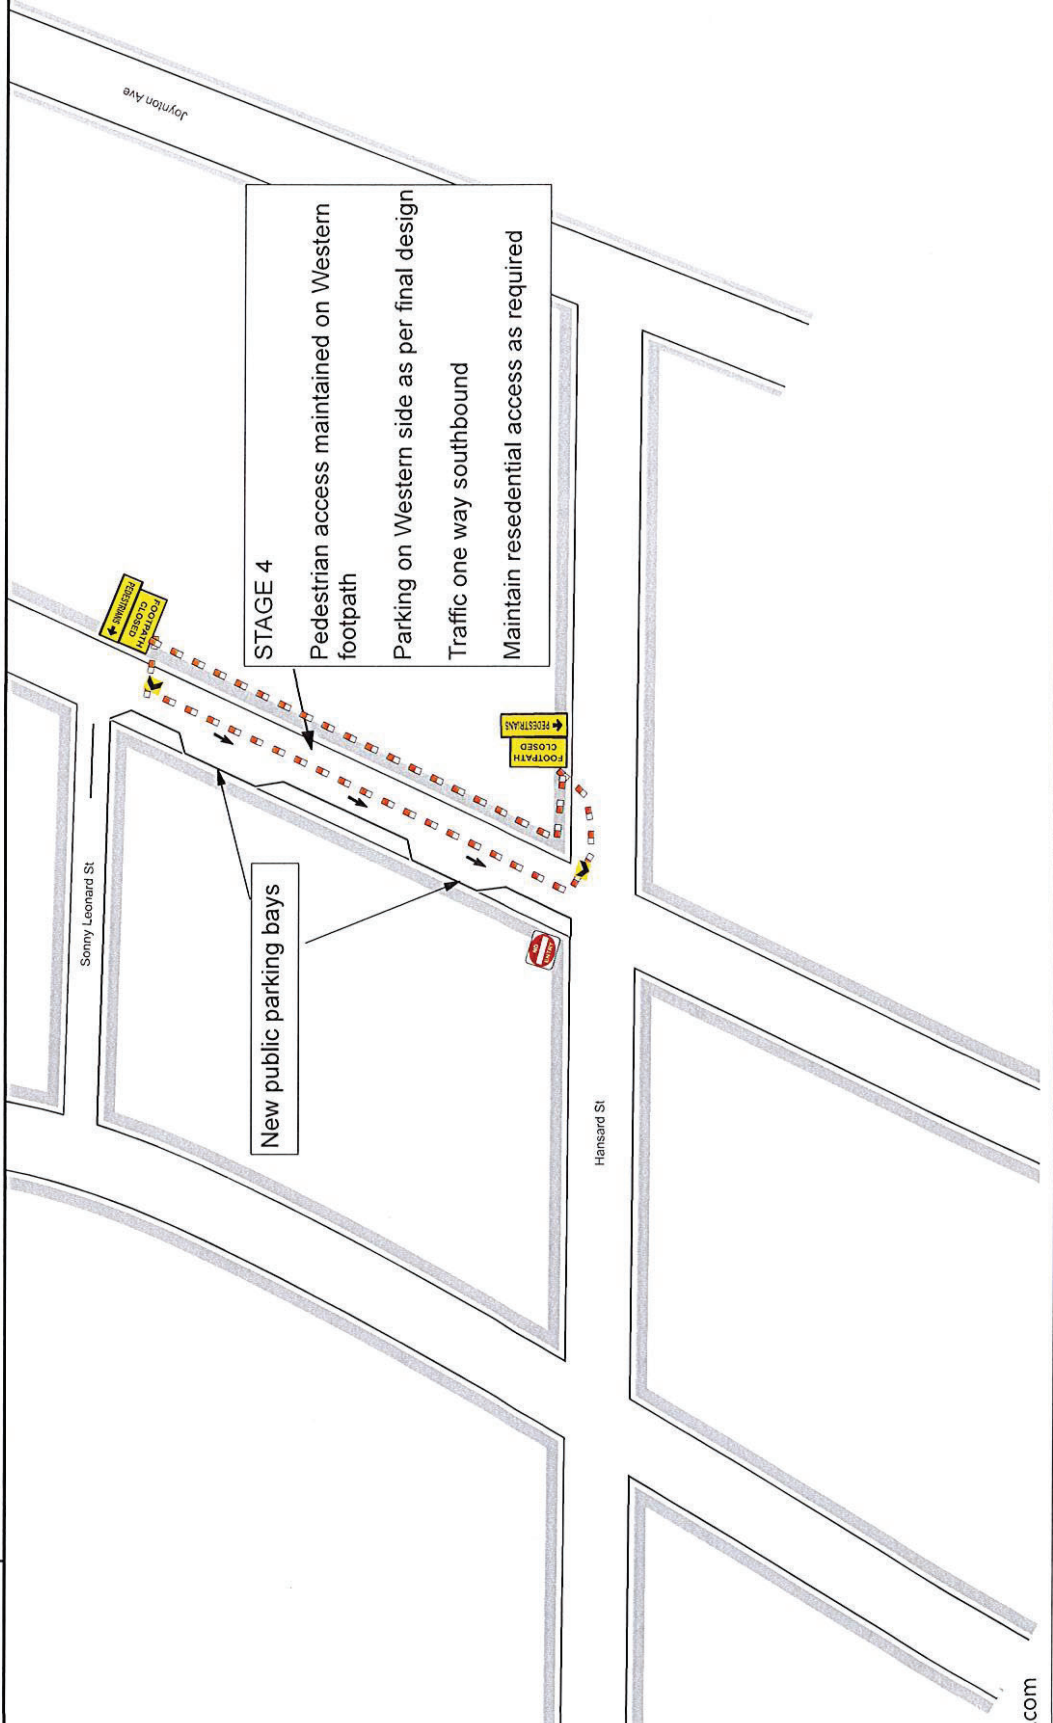 Joynton Ave
STAGE 4
Pedestrian access maintained on Western
footpath
Parking on Western side as per final design
Traffic one way southbound
Maintain resedential access as required
FOOTPATH
CLOSED
PEDESTRIANS
FOOTPATH
CLOSED
PEDESTRIANS
New public parking bays
Sonny Leonard St
NO
ENTRY
Hansard St
.com